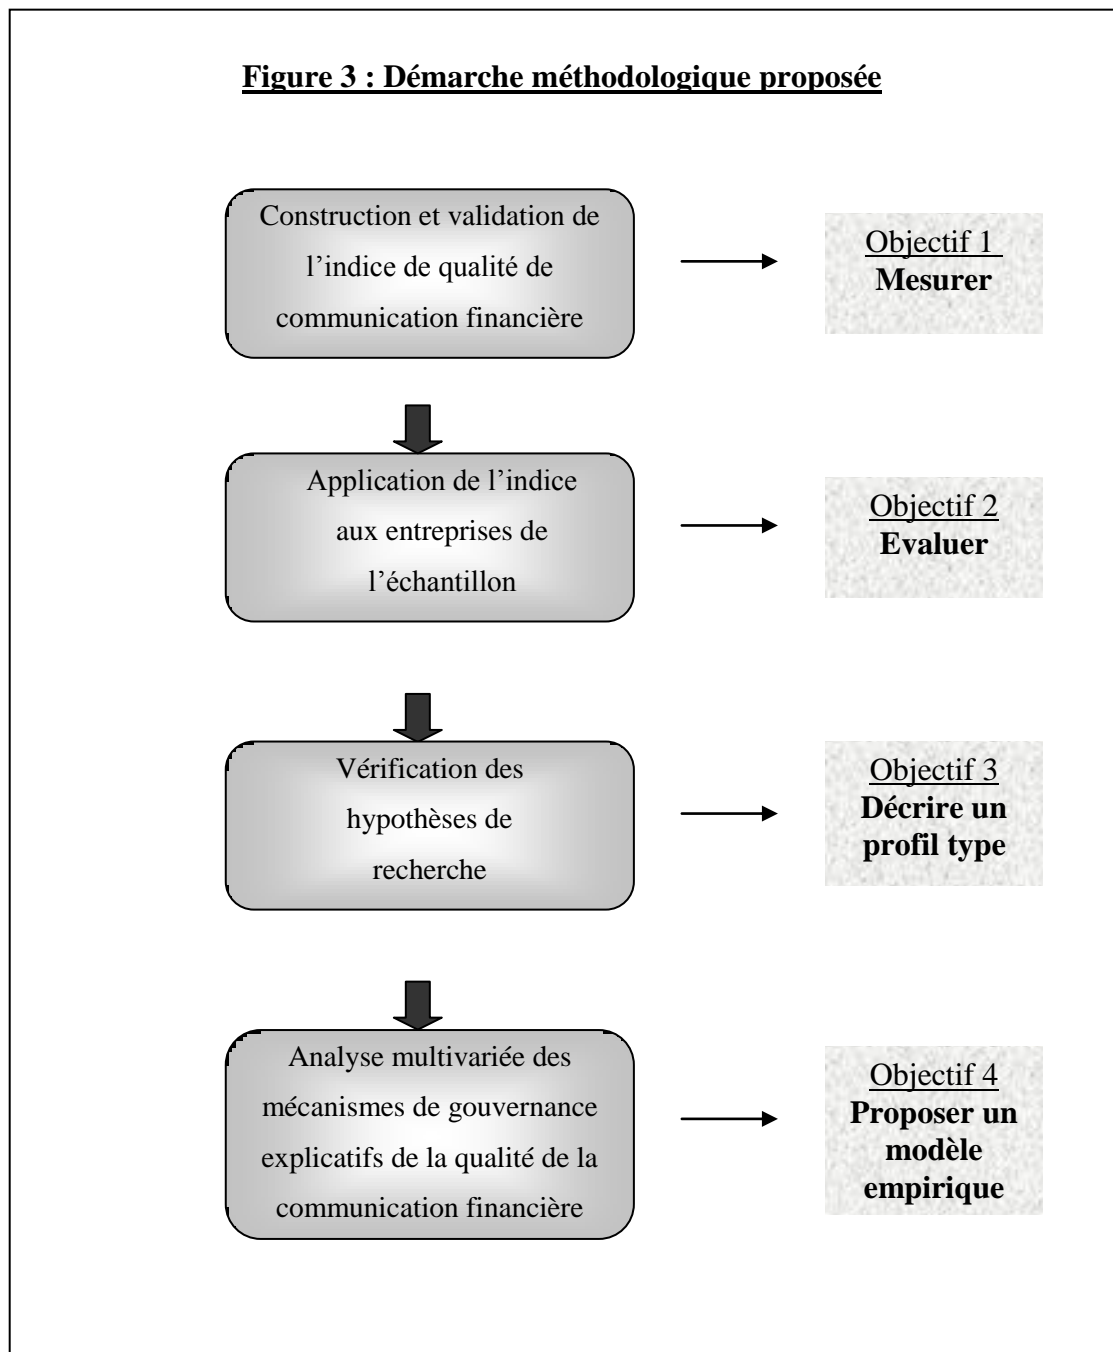 Figure 3 : Démarche méthodologique proposée
Construction et validation de
l’indice de qualité de
communication financière
Objectif 1
Mesurer
Application de l’indice
aux entreprises de
l’échantillon
Objectif 2
Evaluer
Vérification des
hypothèses de
recherche
Objectif 3
Décrire un
profil type
Analyse multivariée des
mécanismes de gouvernance
explicatifs de la qualité de la
communication financière
Objectif 4
Proposer un
modèle
empirique